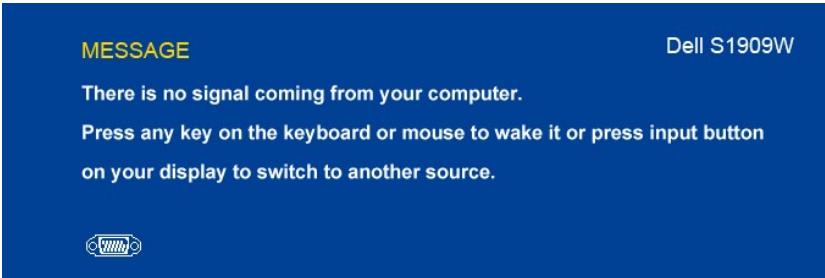 MESSAGE
Dell S1909W
There is no signal coming from your computer.
Press any key on the keyboard or mouse to wake it or press input button
on your display to switch to another source.